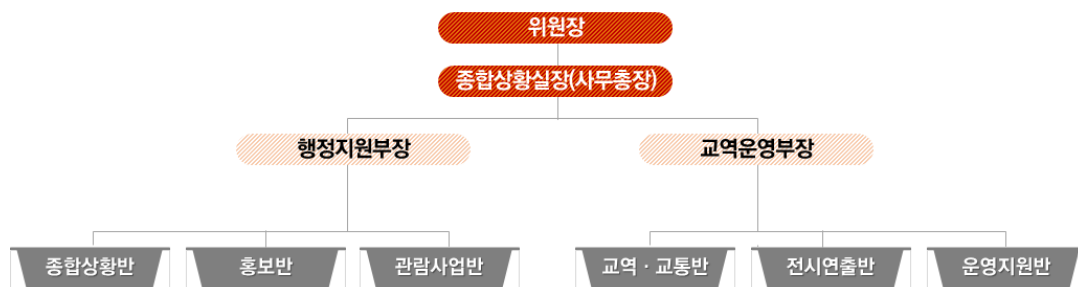 위원장
종합상황실장(사무총장)
행정지원부장
교역운영부장
종합상황반
홍보반
관람사업반
교역 · 교통반
전시연출반
운영지원반